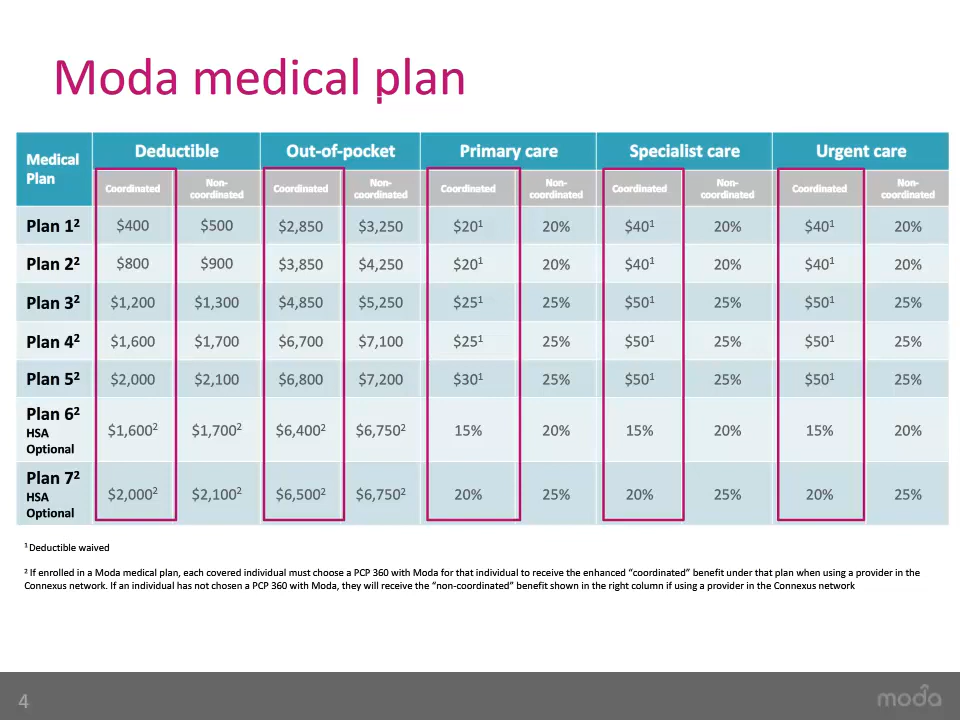 Moda medical plan
Medical Plan Deductible Out-of-pocket Primary care Specialist care Urgent care
Coordinated Non-coordinated Coordinated Non-coordinated Coordinated Non-coordinated Coordinated Non-coordinated Coordinated Non-coordinated
Plan 1² $400 $500 $2,850 $3,250 $20¹ 20% $40¹ 20% $40¹ 20%
Plan 2² $800 $900 $3,850 $4,250 $20¹ 20% $40¹ 20% $40¹ 20%
Plan 3² $1,200 $1,300 $4,850 $5,250 $25¹ 25% $50¹ 25% $50¹ 25%
Plan 4² $1,600 $1,700 $6,700 $7,100 $25¹ 25% $50¹ 25% $50¹ 25%
Plan 5² $2,000 $2,100 $6,800 $7,200 $30¹ 25% $50¹ 25% $50¹ 25%
Plan 6² HSA Optional $1,600² $1,700² $6,400² $6,750² 15% 20% 15% 20% 15% 20%
Plan 7² HSA Optional $2,000² $2,100² $6,500² $6,750² 20% 25% 20% 25% 20% 25%
¹ Deductible waived
² If enrolled in a Moda medical plan, each covered individual must choose a PCP 360 with Moda for that individual to receive the enhanced “coordinated” benefit under that plan when using a provider in the
Connexus network. If an individual has not chosen a PCP 360 with Moda, they will receive the “non-coordinated” benefit shown in the right column if using a provider in the Connexus network
4
moda